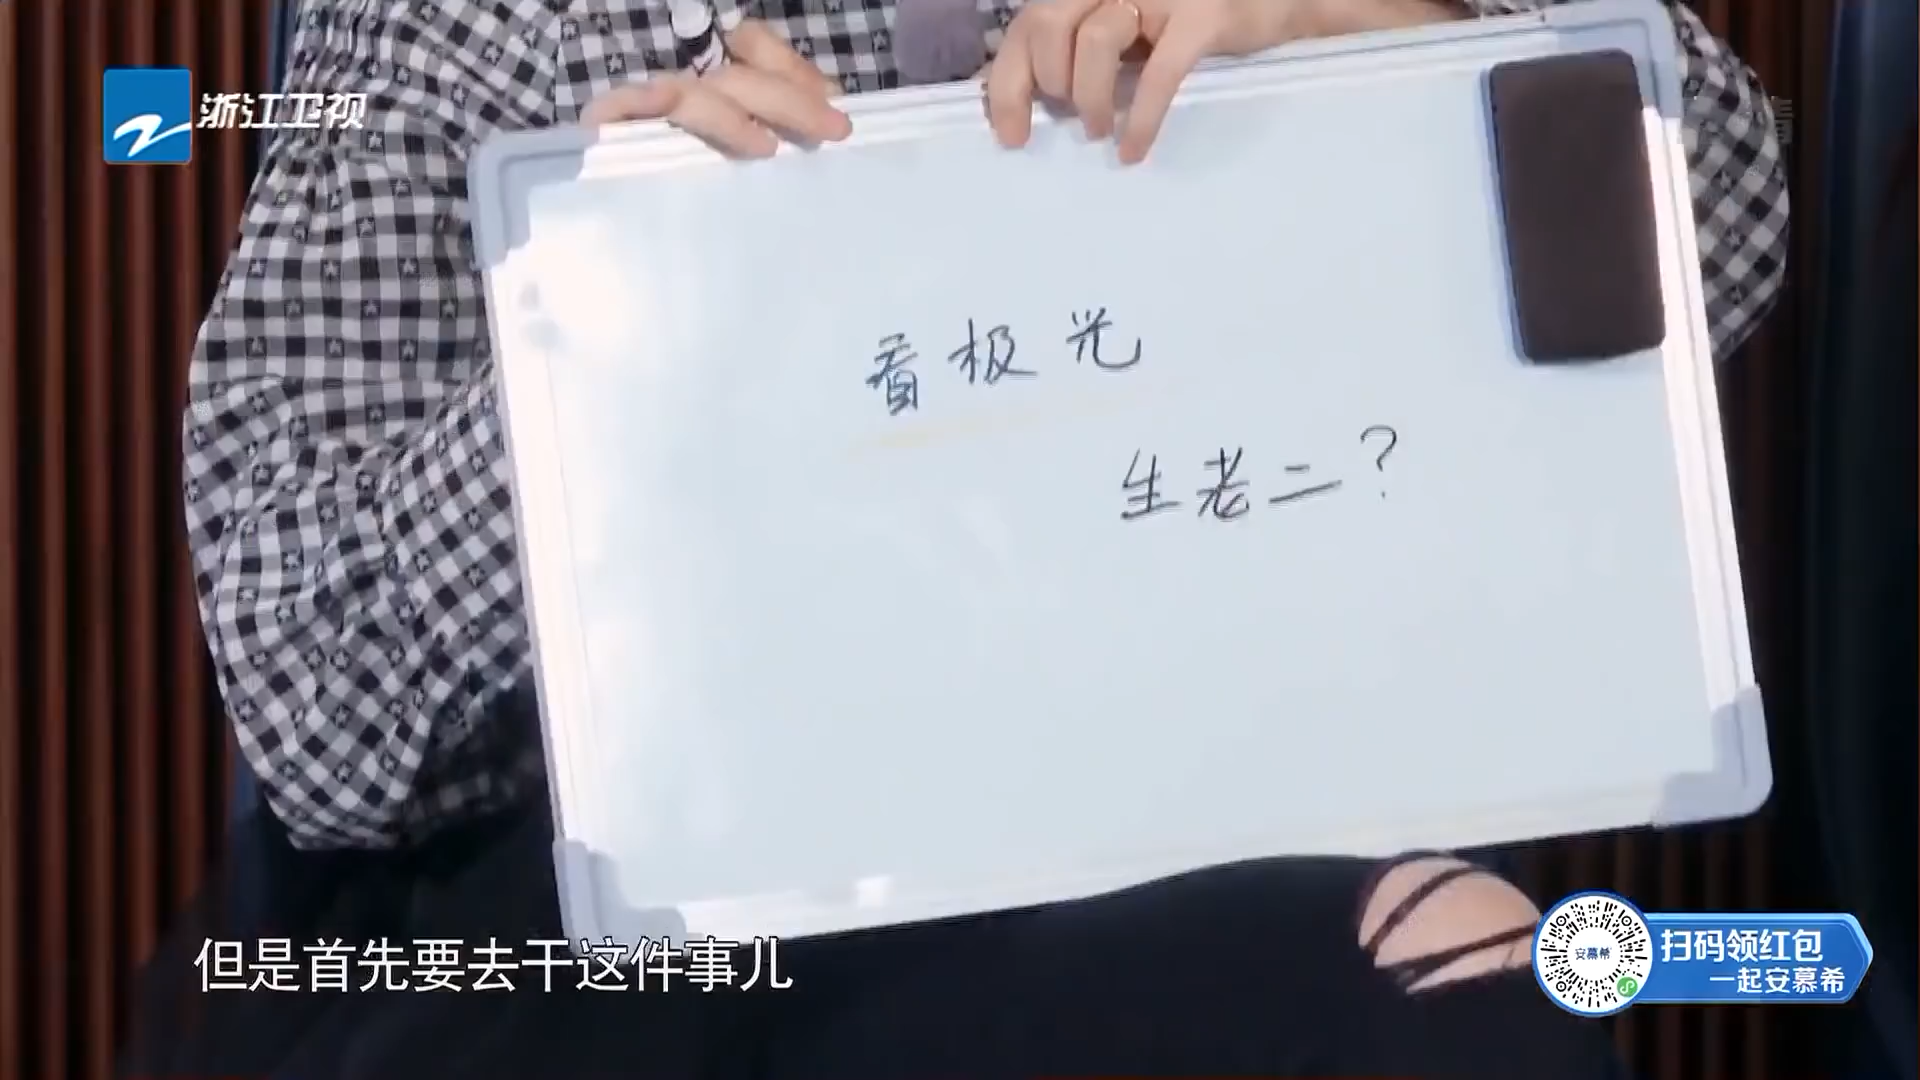 浙江卫视
看极光
生老二？
但是首先要去干这件事儿
安慕希
扫码领红包
一起安慕希